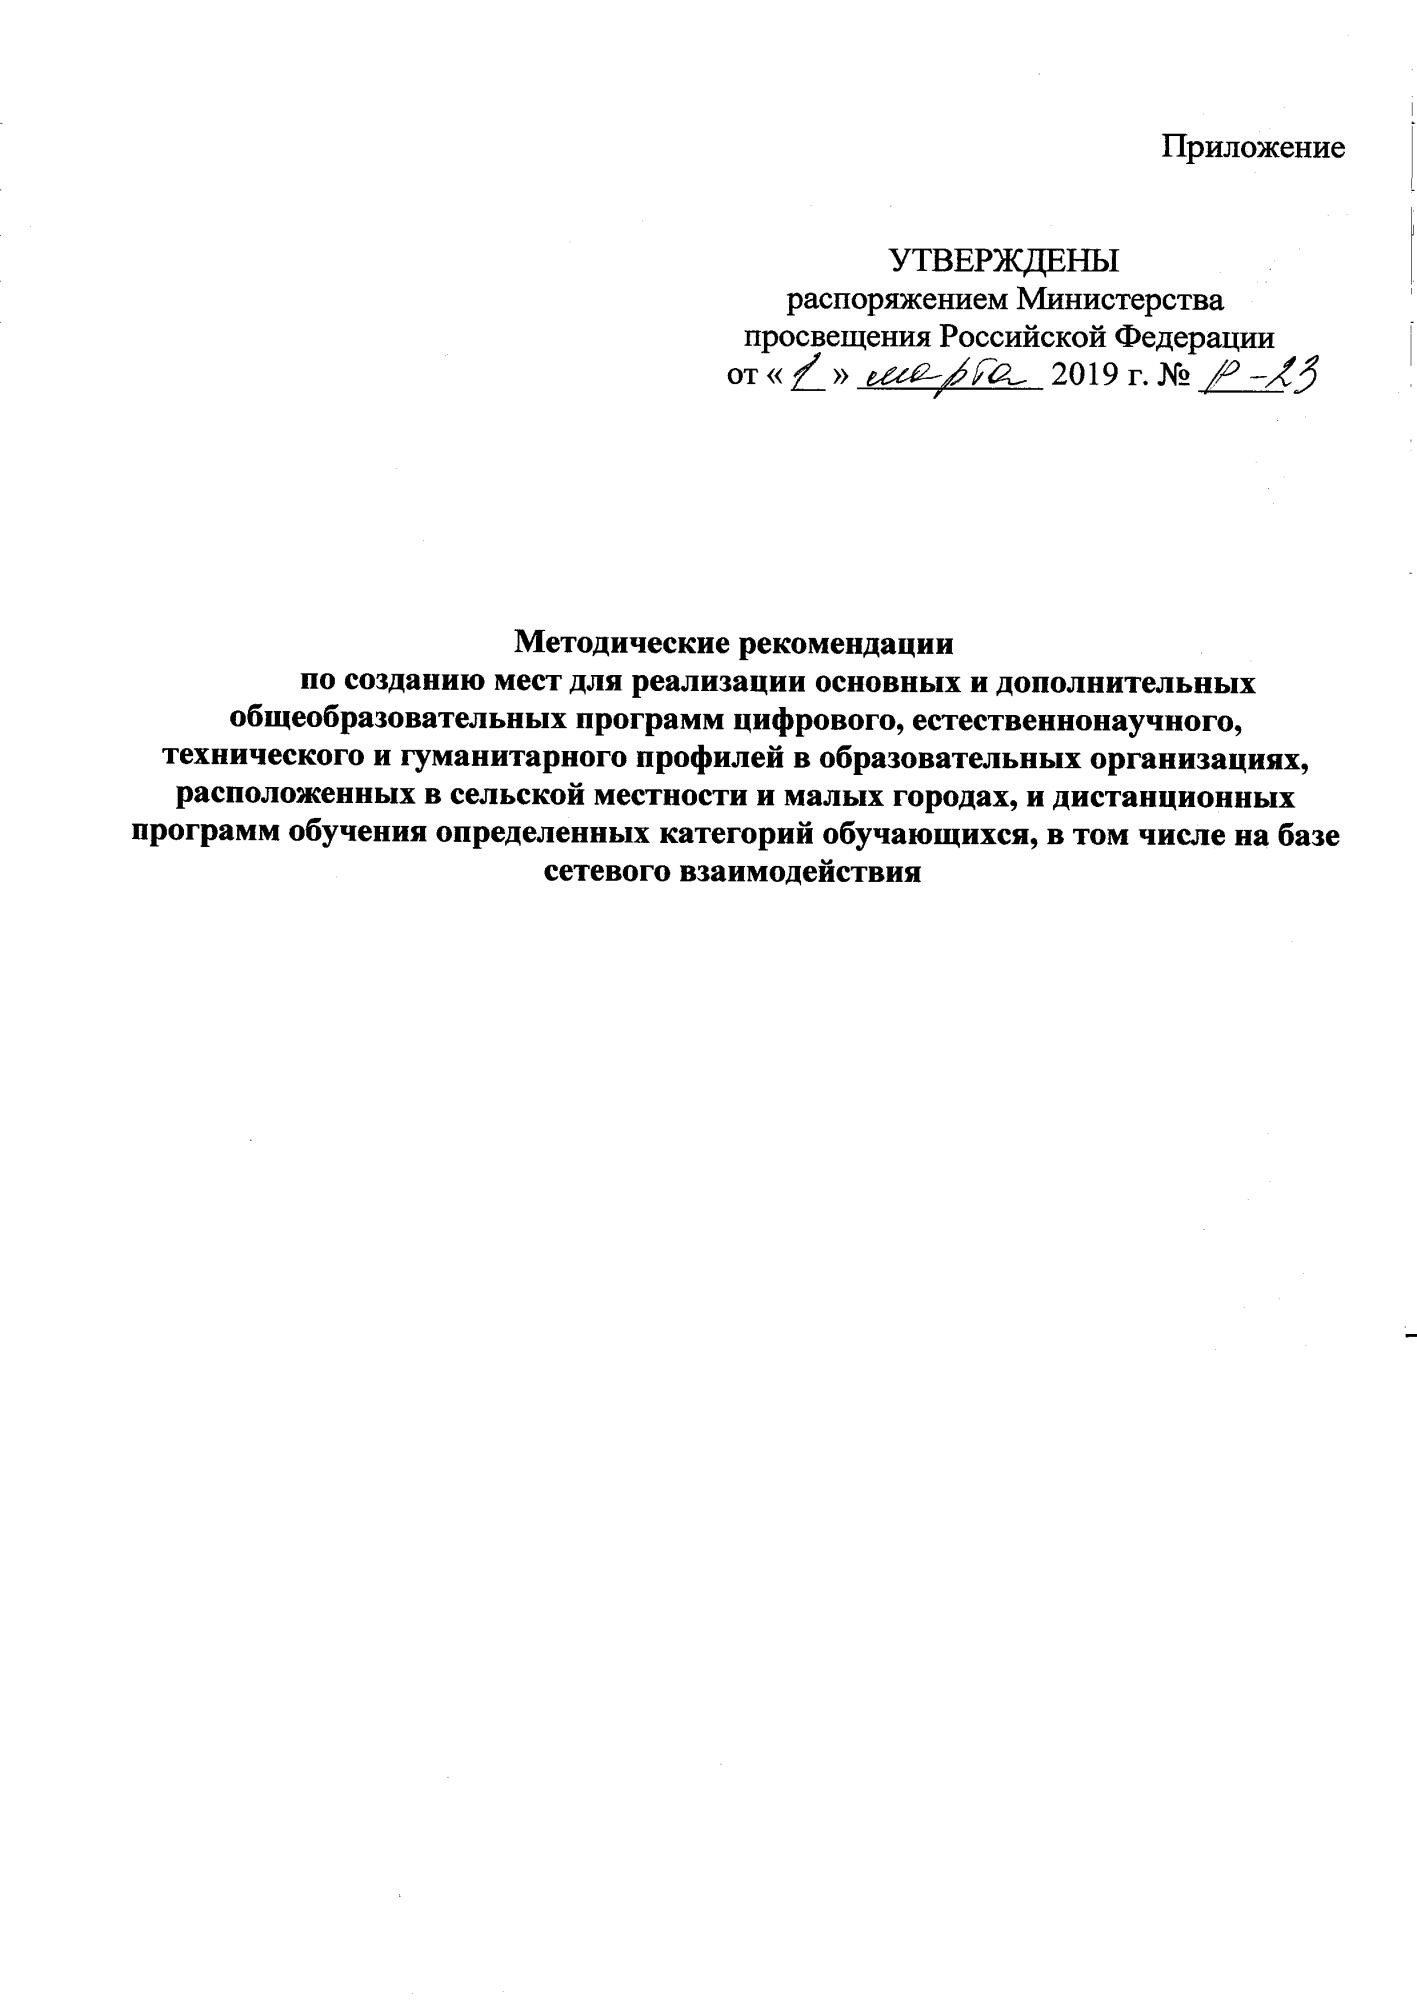 Приложение
УТВЕРЖДЕНЫ
распоряжением Министерства
просвещения Российской Федерации
от « 1 » марта 2019 г. № Р-23
Методические рекомендации
по созданию мест для реализации основных и дополнительных
общеобразовательных программ цифрового, естественнонаучного,
технического и гуманитарного профилей в образовательных организациях,
расположенных в сельской местности и малых городах, и дистанционных
программ обучения определенных категорий обучающихся, в том числе на базе
сетевого взаимодействия